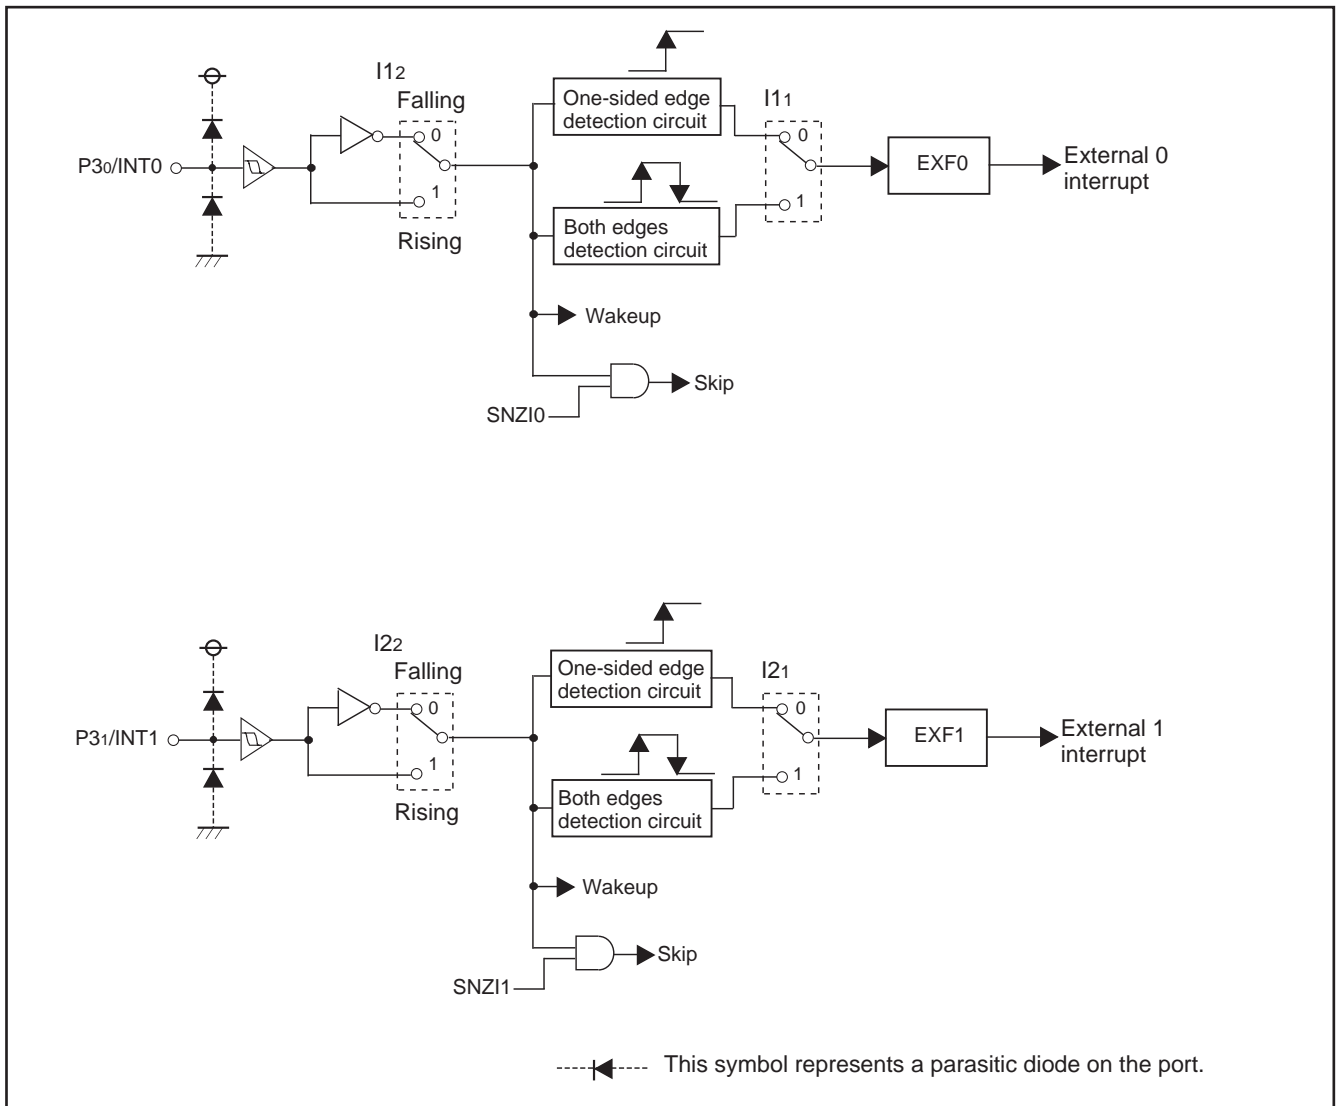 I12
Falling
P30/INT0
0
1
Rising
One-sided edge
detection circuit
Both edges
detection circuit
I11
0
1
EXF0
External 0
interrupt
Wakeup
Skip
SNZI0
I22
Falling
P31/INT1
0
1
Rising
One-sided edge
detection circuit
Both edges
detection circuit
I21
0
1
EXF1
External 1
interrupt
Wakeup
Skip
SNZI1
This symbol represents a parasitic diode on the port.